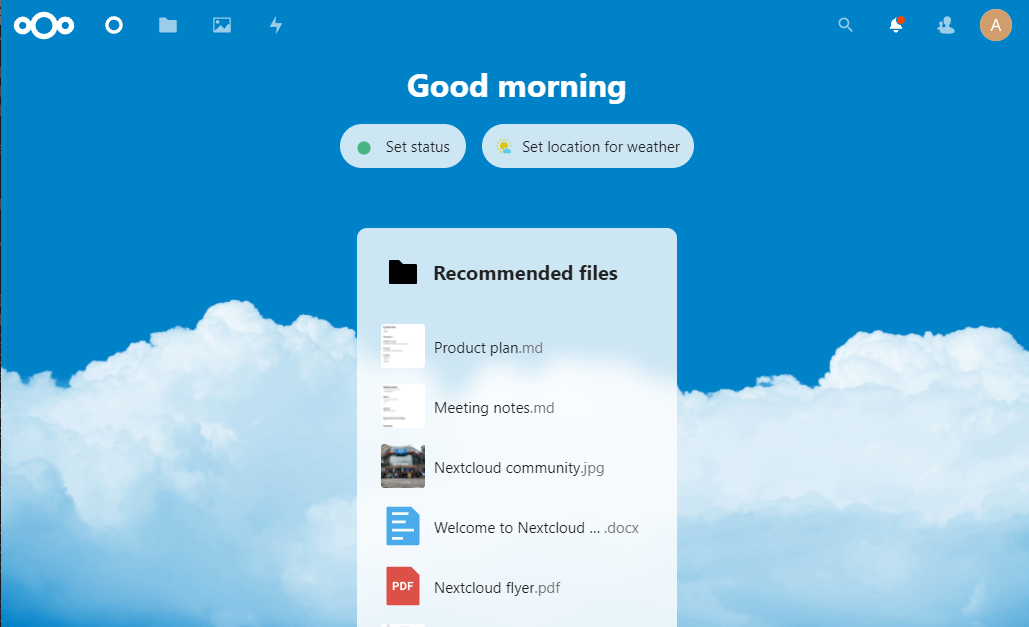 A
Good morning
Set status
Set location for weather
Recommended files
Product plan.md
Meeting notes.md
Nextcloud community.jpg
Welcome to Nextcloud ... .docx
PDF
Nextcloud flyer.pdf